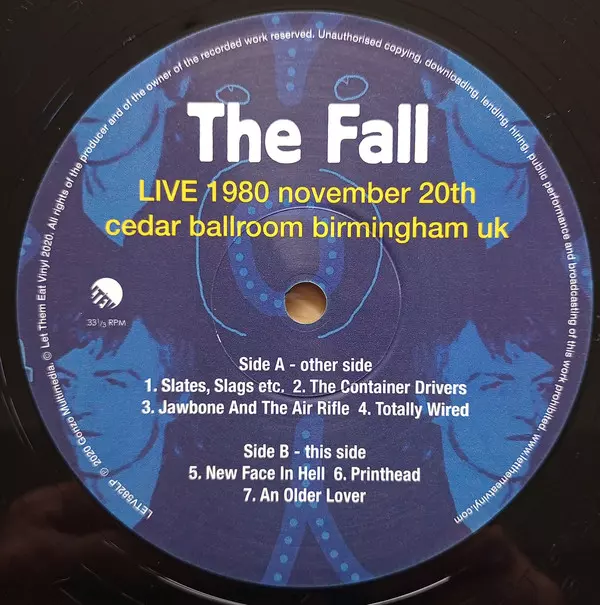 The Fall
LIVE 1980 november 20th
cedar ballroom birmingham uk
33⅓ RPM
Side A - other side
1. Slates, Slags etc. 2. The Container Drivers
3. Jawbone And The Air Rifle 4. Totally Wired
Side B - this side
5. New Face In Hell 6. Printhead
7. An Older Lover
LETV582LP ℗ 2020 Gonzo Multimedia. © Let Them Eat Vinyl 2020. All rights of the producer and of the owner of the recorded work reserved. Unauthorised copying, downloading, lending, hiring, public performance and broadcasting of this work prohibited. www.letthemeatvinyl.com